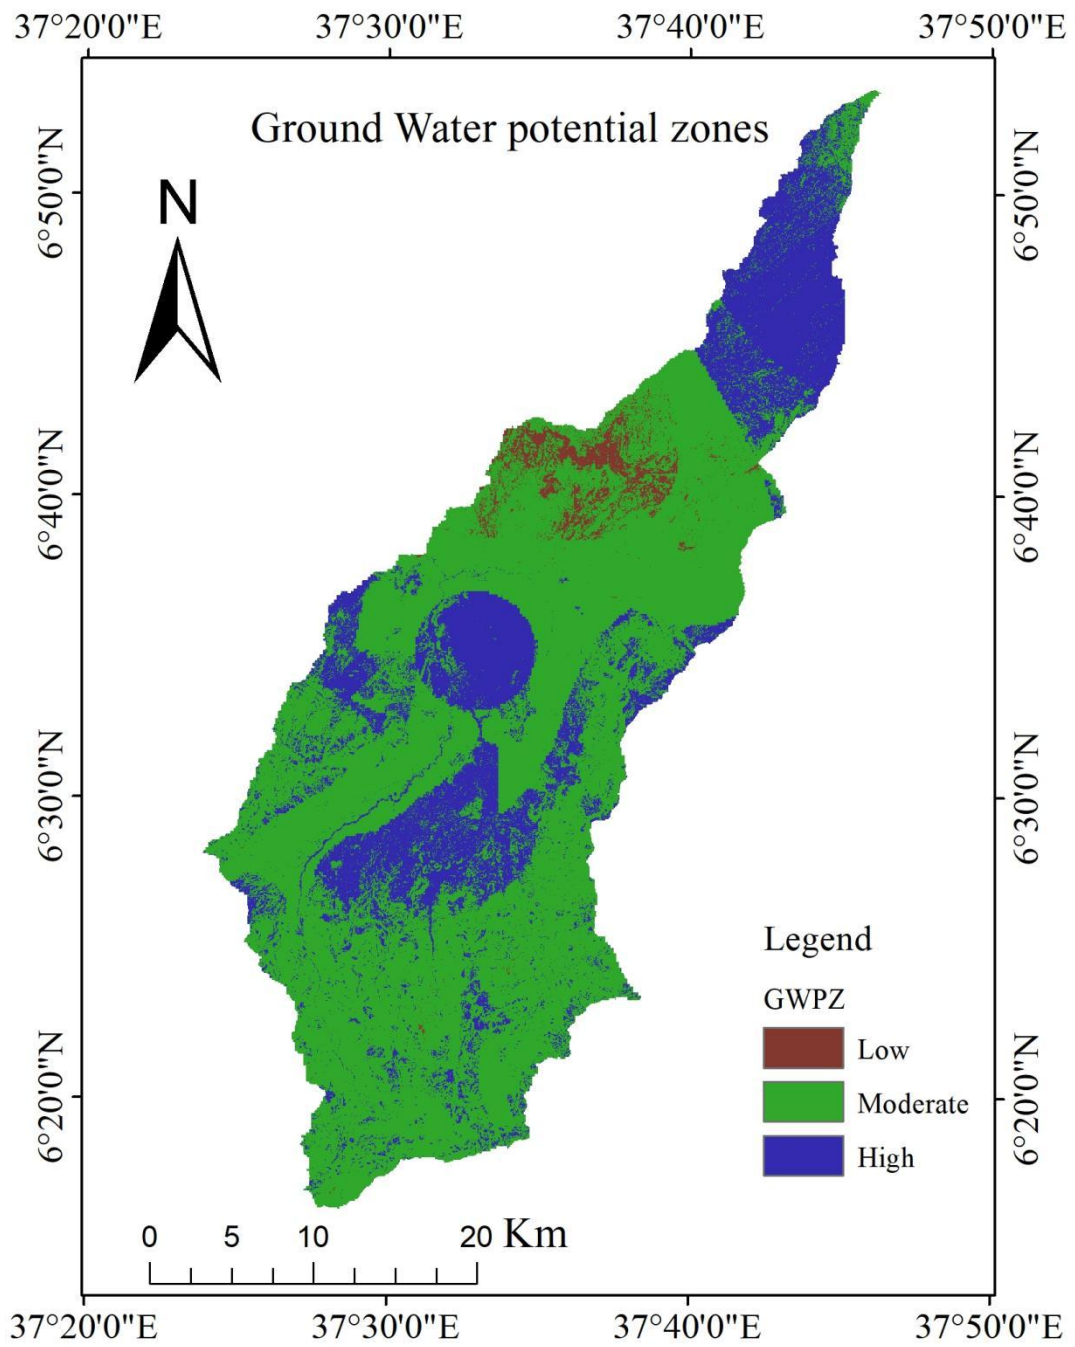 37°20'0"E 37°30'0"E 37°40'0"E 37°50'0"E
Ground Water potential zones
N
6°50'0"N 6°50'0"N
6°40'0"N 6°40'0"N
6°30'0"N 6°30'0"N
Legend
GWPZ
Low
Moderate
High
6°20'0"N 6°20'0"N
0 5 10 20 Km
37°20'0"E 37°30'0"E 37°40'0"E 37°50'0"E